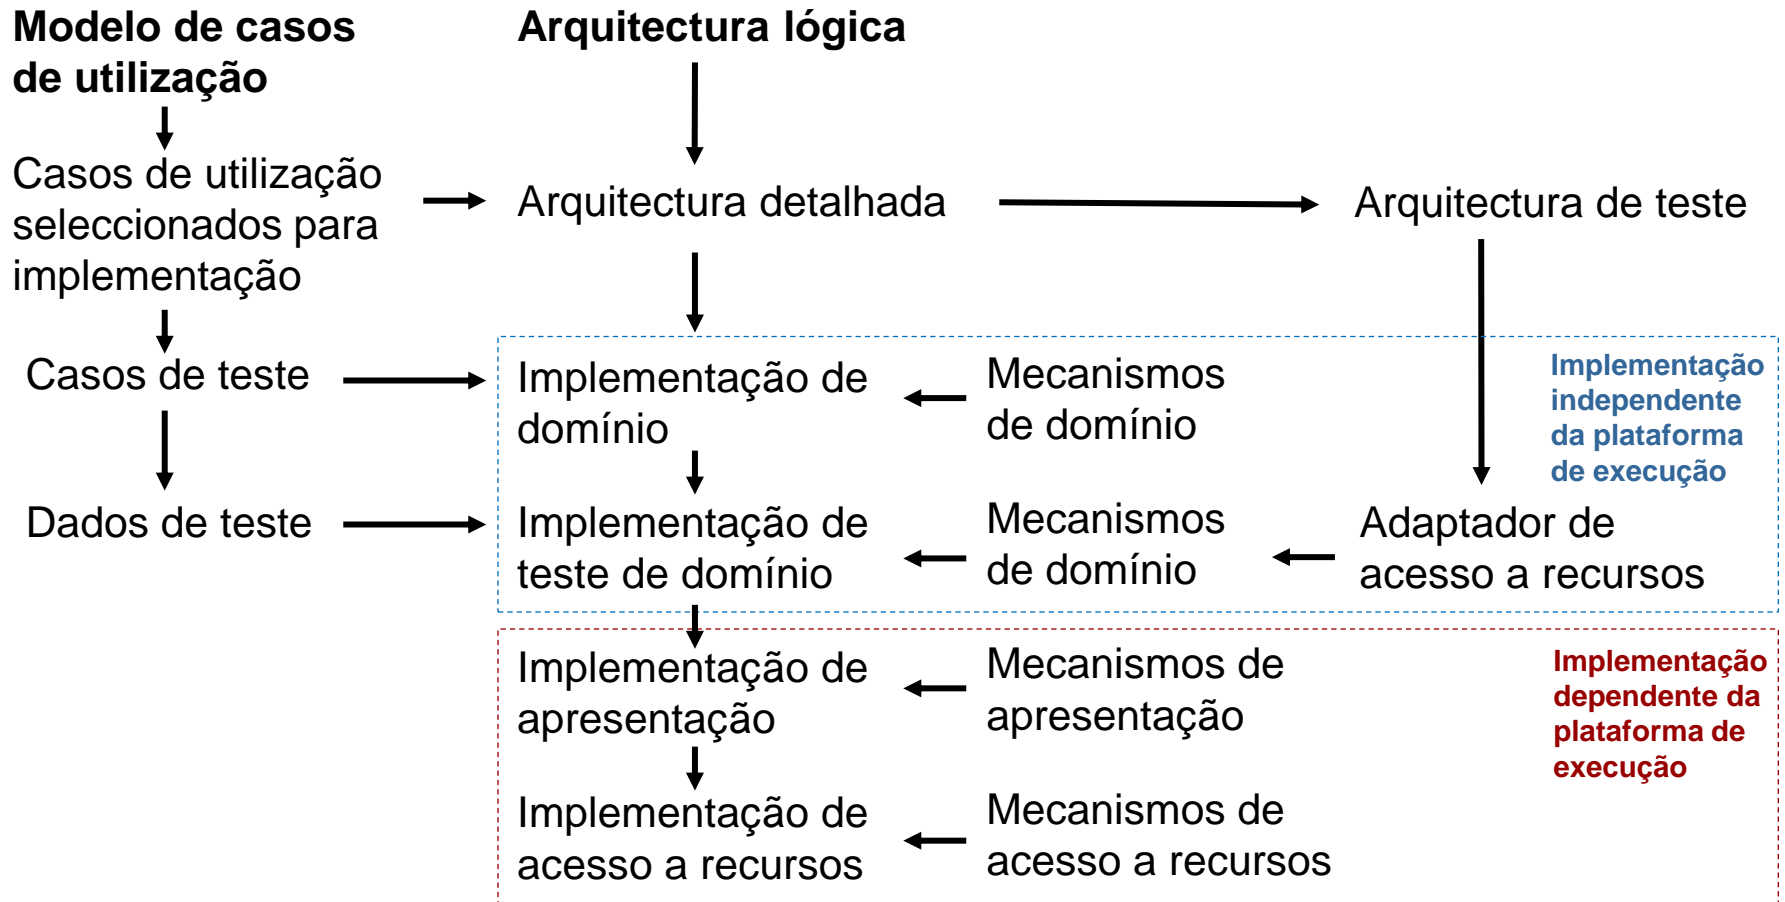 Modelo de casos
de utilização
Arquitectura lógica
Casos de utilização
seleccionados para
implementação
Arquitectura detalhada
Arquitectura de teste
Casos de teste
Implementação de
domínio
Mecanismos
de domínio
Implementação
independente
da plataforma
de execução
Dados de teste
Implementação de
teste de domínio
Mecanismos
de domínio
Adaptador de
acesso a recursos
Implementação de
apresentação
Mecanismos de
apresentação
Implementação
dependente da
plataforma de
execução
Implementação de
acesso a recursos
Mecanismos de
acesso a recursos